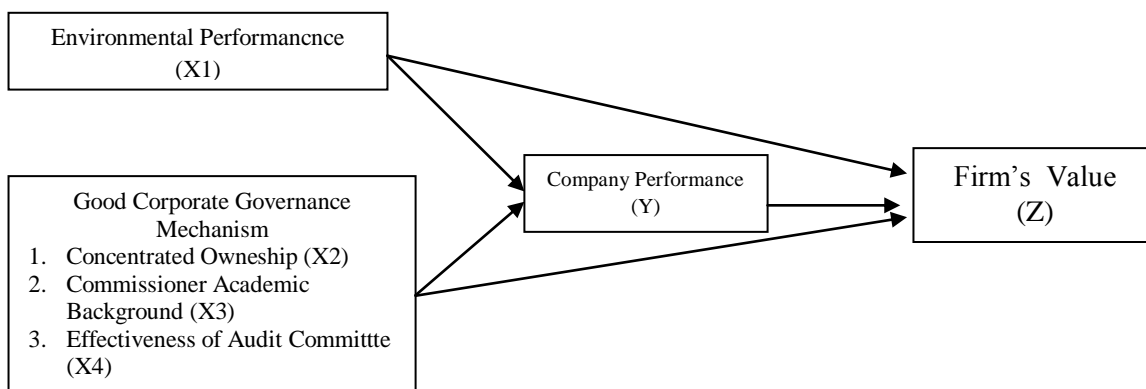 Environmental Performancnce
(X1)
Good Corporate Governance
Mechanism
1. Concentrated Owneship (X2)
2. Commissioner Academic
Background (X3)
3. Effectiveness of Audit Committte
(X4)
Company Performance
(Y)
Firm's Value
(Z)